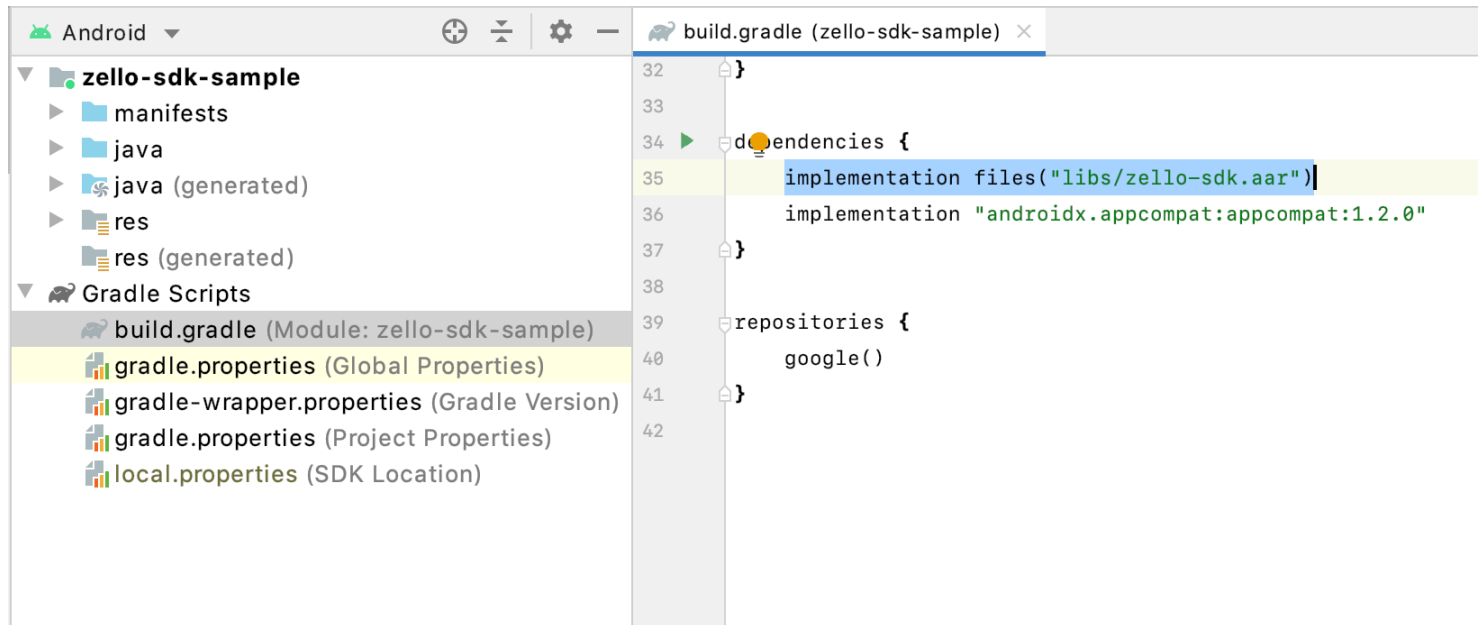 Android
zello-sdk-sample
manifests
java
java (generated)
res
res (generated)
Gradle Scripts
build.gradle (Module: zello-sdk-sample)
gradle.properties (Global Properties)
gradle-wrapper.properties (Gradle Version)
gradle.properties (Project Properties)
local.properties (SDK Location)
build.gradle (zello-sdk-sample)
32 }
33
34 dependencies {
35 implementation files("libs/zello-sdk.aar")
36 implementation "androidx.appcompat:appcompat:1.2.0"
37 }
38
39 repositories {
40 google()
41 }
42